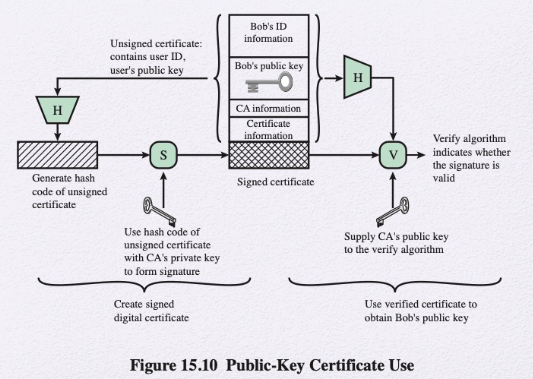 Unsigned certificate:
contains user ID,
user's public key
Bob's ID
information
Bob's public key
CA information
Certificate
information
H
H
S
V
Generate hash
code of unsigned
certificate
Signed certificate
Verify algorithm
indicates whether
the signature is
valid
Use hash code of
unsigned certificate
with CA's private key
to form signature
Supply CA's public key
to the verify algorithm
Create signed
digital certificate
Use verified certificate to
obtain Bob's public key
Figure 15.10 Public-Key Certificate Use